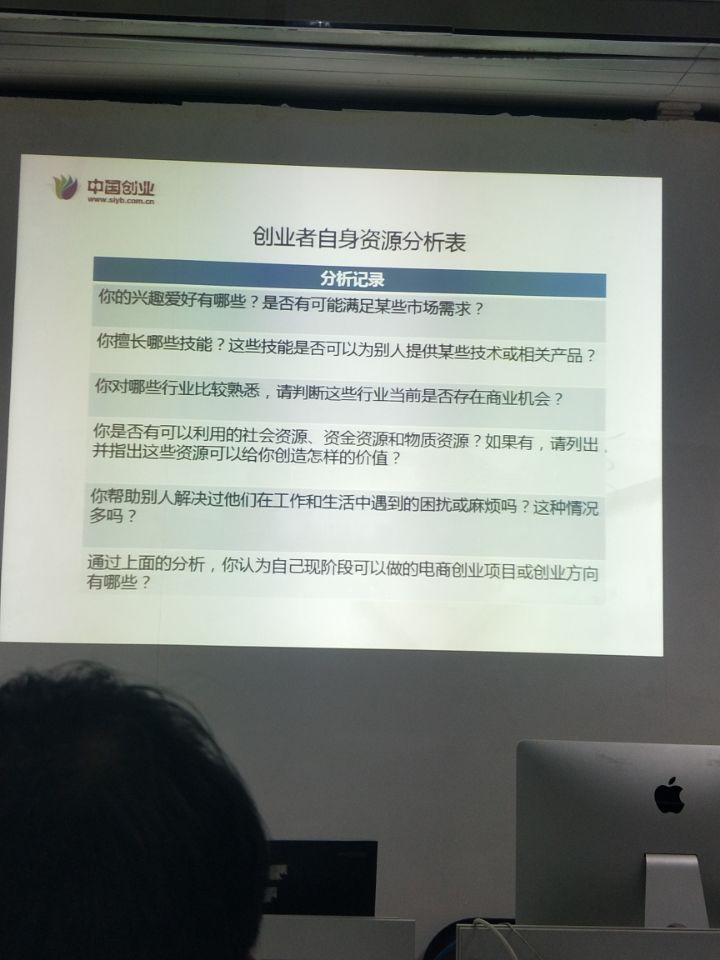 中国创业
www.siyb.com.cn
创业者自身资源分析表
分析记录
你的兴趣爱好有哪些？是否有可能满足某些市场需求？
你擅长哪些技能？这些技能是否可以为别人提供某些技术或相关产品？
你对哪些行业比较熟悉，请判断这些行业当前是否存在商业机会？
你是否有可以利用的社会资源、资金资源和物质资源？如果有，请列出，
并指出这些资源可以给你创造怎样的价值？
你帮助别人解决过他们在工作和生活中遇到的困扰或麻烦吗？这种情况
多吗？
通过上面的分析，你认为自己现阶段可以做的电商创业项目或创业方向
有哪些？